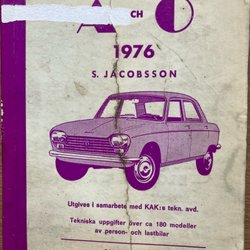 A CH
1976
S. JACOBSSON
Utgives i samarbete med KAK:s tekn. avd.
Tekniska uppgifter över ca 180 modeller
av person- och lastbilar